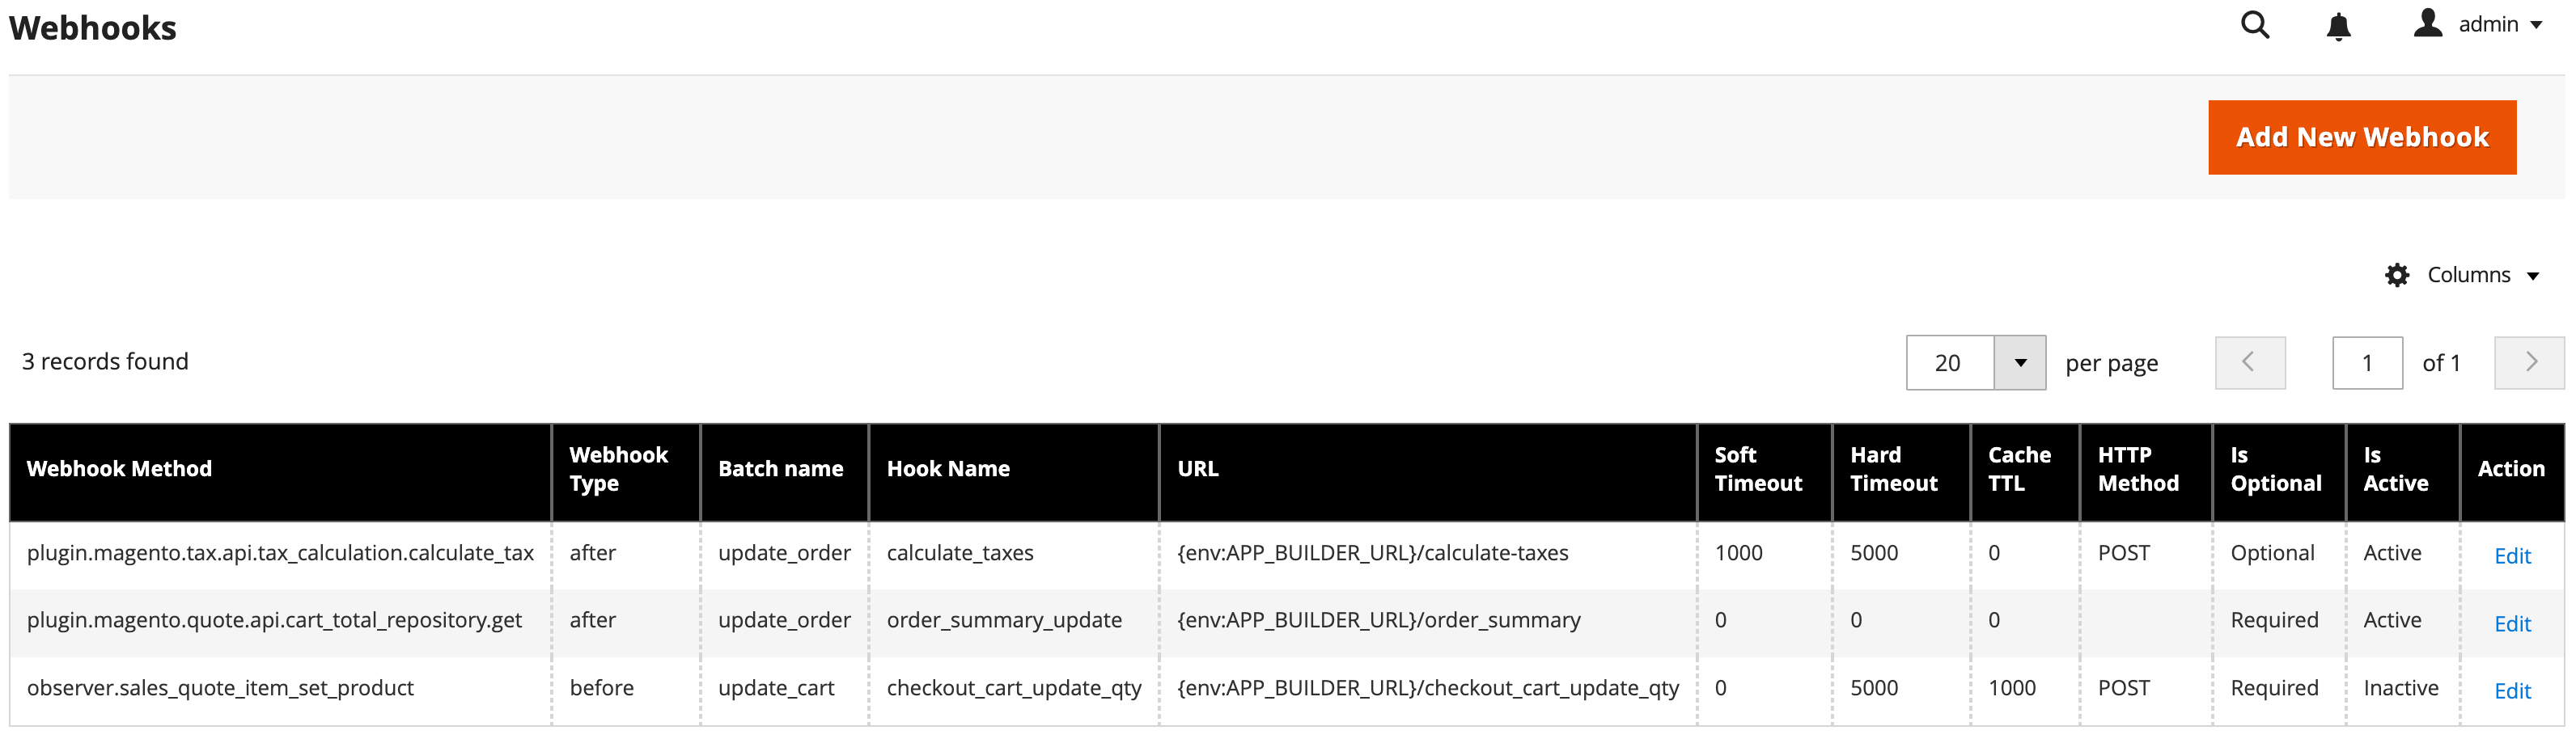 Webhooks
admin
Add New Webhook
Columns
3 records found
20 per page 1 of 1
Webhook Method Webhook Type Batch name Hook Name URL Soft Timeout Hard Timeout Cache TTL HTTP Method Is Optional Is Active Action
plugin.magento.tax.api.tax_calculation.calculate_tax after update_order calculate_taxes {env:APP_BUILDER_URL}/calculate-taxes 1000 5000 0 POST Optional Active Edit
plugin.magento.quote.api.cart_total_repository.get after update_order order_summary_update {env:APP_BUILDER_URL}/order_summary 0 0 0 Required Active Edit
observer.sales_quote_item_set_product before update_cart checkout_cart_update_qty {env:APP_BUILDER_URL}/checkout_cart_update_qty 0 5000 1000 POST Required Inactive Edit